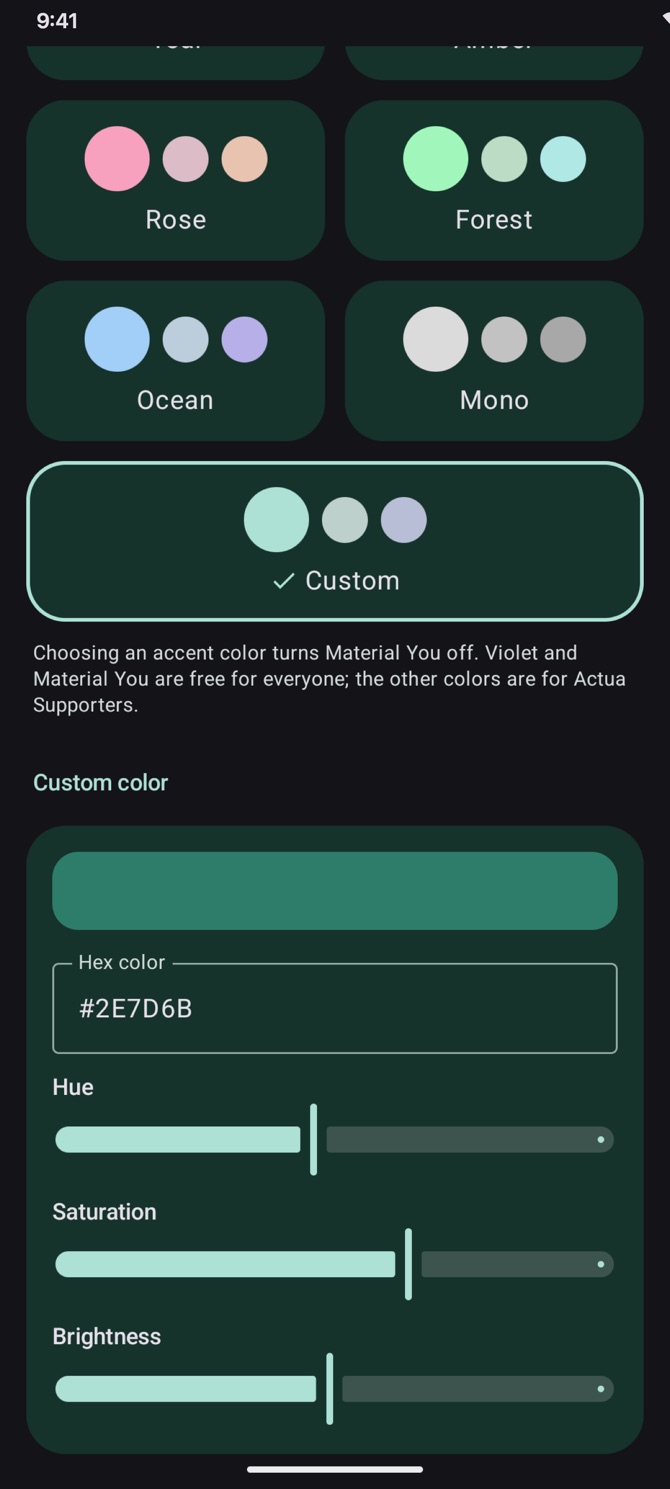 9:41
Rose
Forest
Ocean
Mono
Custom
Choosing an accent color turns Material You off. Violet and
Material You are free for everyone; the other colors are for Actua
Supporters.
Custom color
Hex color
#2E7D6B
Hue
Saturation
Brightness